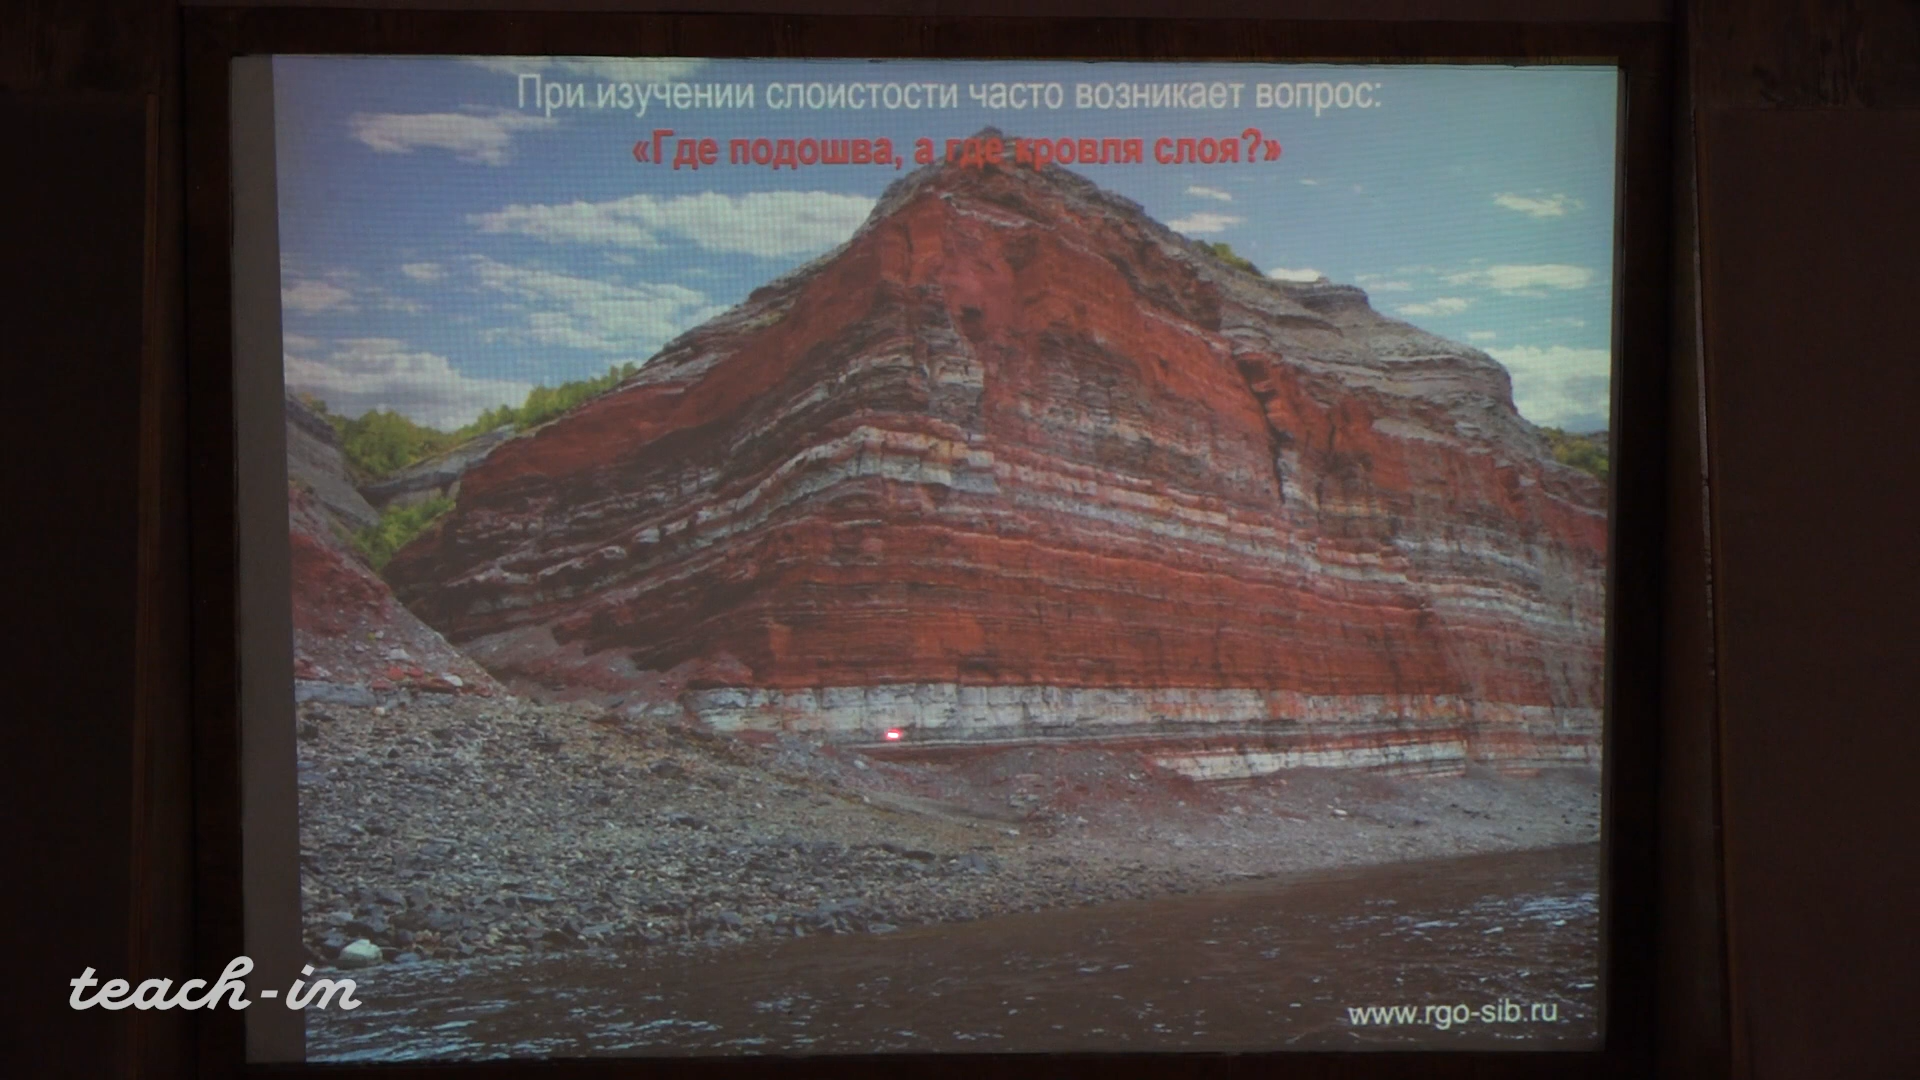 При изучении слоистости часто возникает вопрос:
«Где подошва, а где кровля слоя?»
teach-in
www.rgo-sib.ru